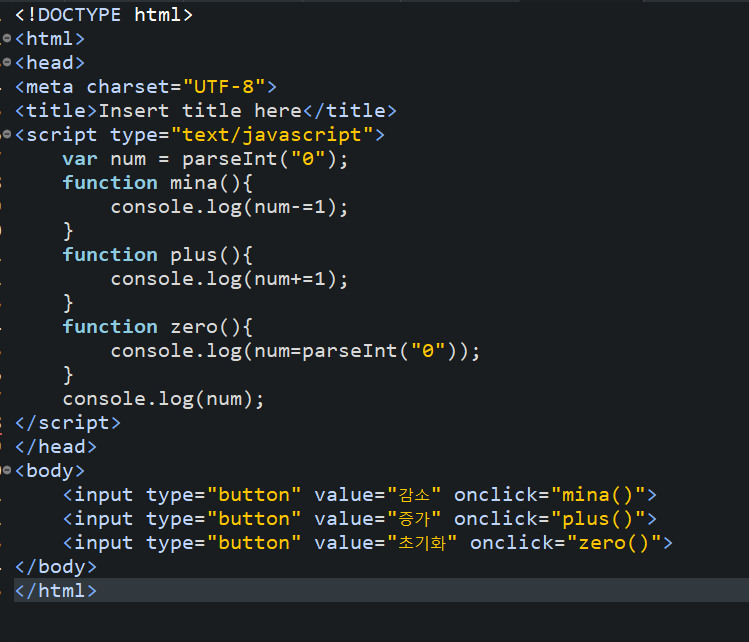 <!DOCTYPE html>
<html>
<head>
<meta charset="UTF-8">
<title>Insert title here</title>
<script type="text/javascript">
    var num = parseInt("0");
    function mina(){
        console.log(num-=1);
    }
    function plus(){
        console.log(num+=1);
    }
    function zero(){
        console.log(num=parseInt("0"));
    }
    console.log(num);
</script>
</head>
<body>
    <input type="button" value="감소" onclick="mina()">
    <input type="button" value="증가" onclick="plus()">
    <input type="button" value="초기화" onclick="zero()">
</body>
</html>